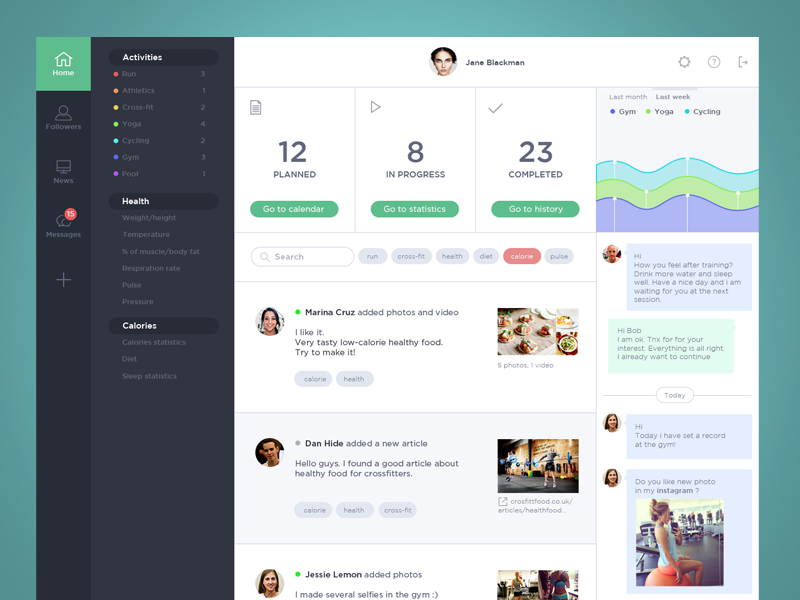 Home
Followers
News
15
Messages
Activities
Run 3
Athletics 1
Cross-fit 2
Yoga 4
Cycling 2
Gym 3
Pool 1
Health
Weight/height
Temperature
% of muscle/body fat
Respiration rate
Pulse
Pressure
Calories
Calories statistics
Diet
Sleep statistics
Jane Blackman
?
12
PLANNED
Go to calendar
8
IN PROGRESS
Go to statistics
23
COMPLETED
Go to history
Search
run
cross-fit
health
diet
calorie
pulse
Marina Cruz added photos and video
I like it.
Very tasty low-calorie healthy food.
Try to make it!
calorie
health
5 photos, 1 video
Dan Hide added a new article
Hello guys. I found a good article about
healthy food for crossfitters.
calorie
health
cross-fit
crosfittfood.co.uk/
articles/healthfood...
Jessie Lemon added photos
I made several selfies in the gym :)
Last month Last week
Gym Yoga Cycling
Hi
How you feel after training?
Drink more water and sleep
well. Have a nice day and i am
waiting for you at the next
session.
Hi Bob
I am ok. Tnx for for your
interest. Everything is all right.
I already want to continue
Today
Hi
Today i have set a record
at the gym!
Do you like new photo
in my instagram ?